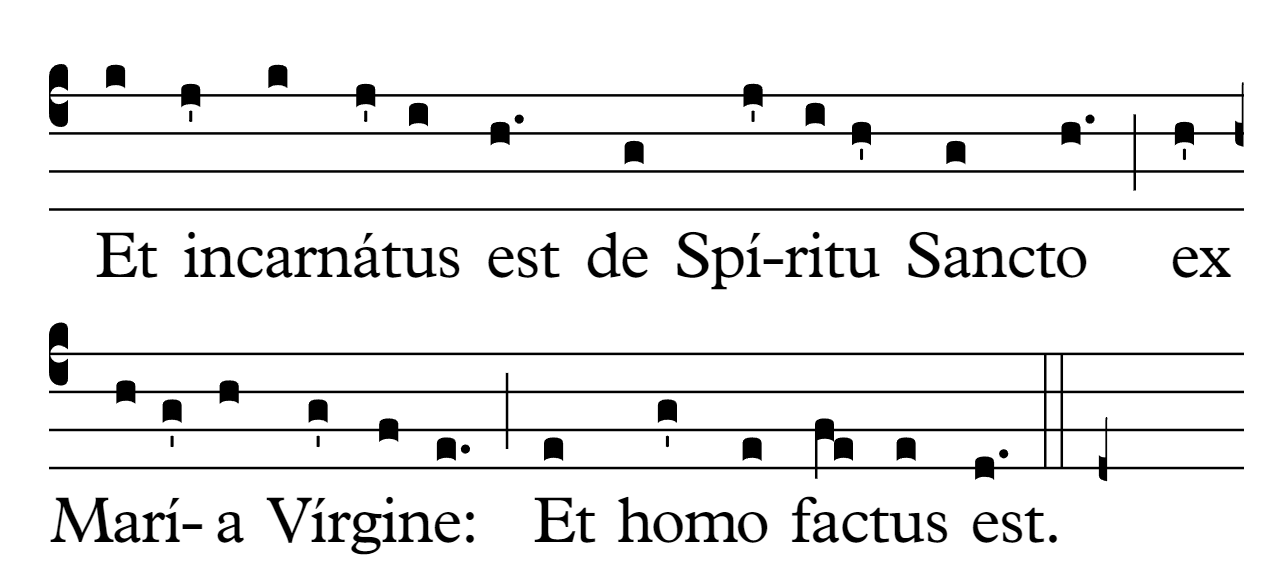 Et incarnátus est de Spí-ritu Sancto ex
Marí- a Vírgine: Et homo factus est.